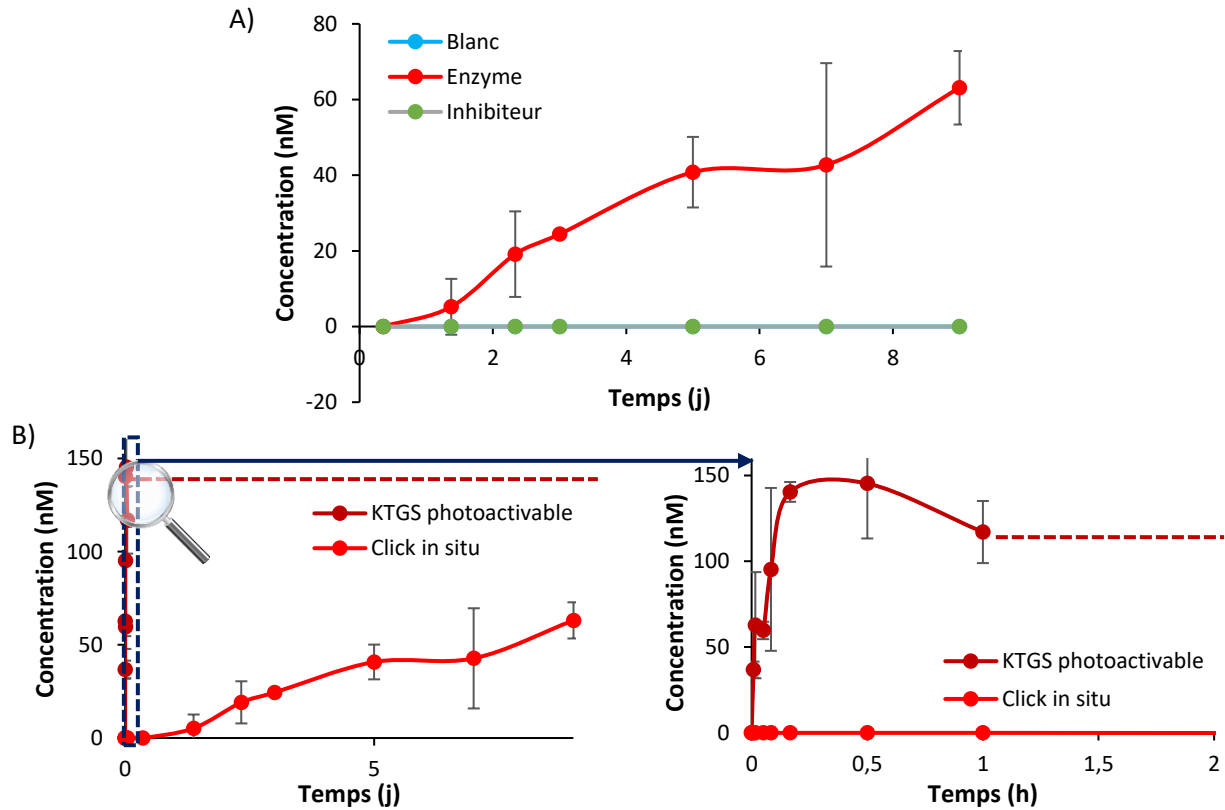 A)
Concentration (nM)
80
60
40
20
0
-20
Blanc
Enzyme
Inhibiteur
0
2
4
6
8
Temps (j)
B)
Concentration (nM)
150
100
50
0
KTGS photoactivable
Click in situ
0
5
Temps (j)
Concentration (nM)
150
100
50
0
KTGS photoactivable
Click in situ
0
0,5
1
1,5
2
Temps (h)